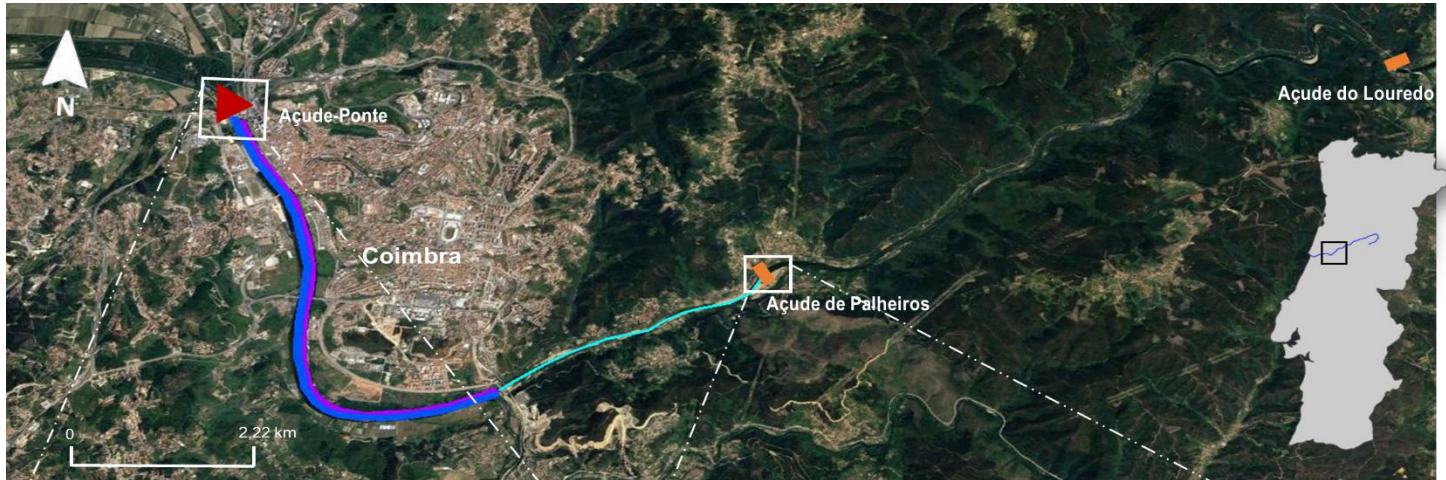 N
Açude-Ponte
Açude do Louredo
Coimbra
Açude de Palheiros
0 2,22 km